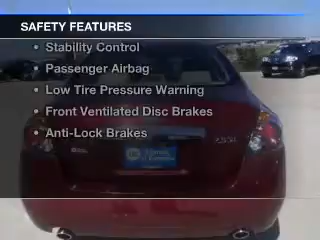 SAFETY FEATURES
• Stability Control
• Passenger Airbag
• Low Tire Pressure Warning
• Front Ventilated Disc Brakes
• Anti-Lock Brakes